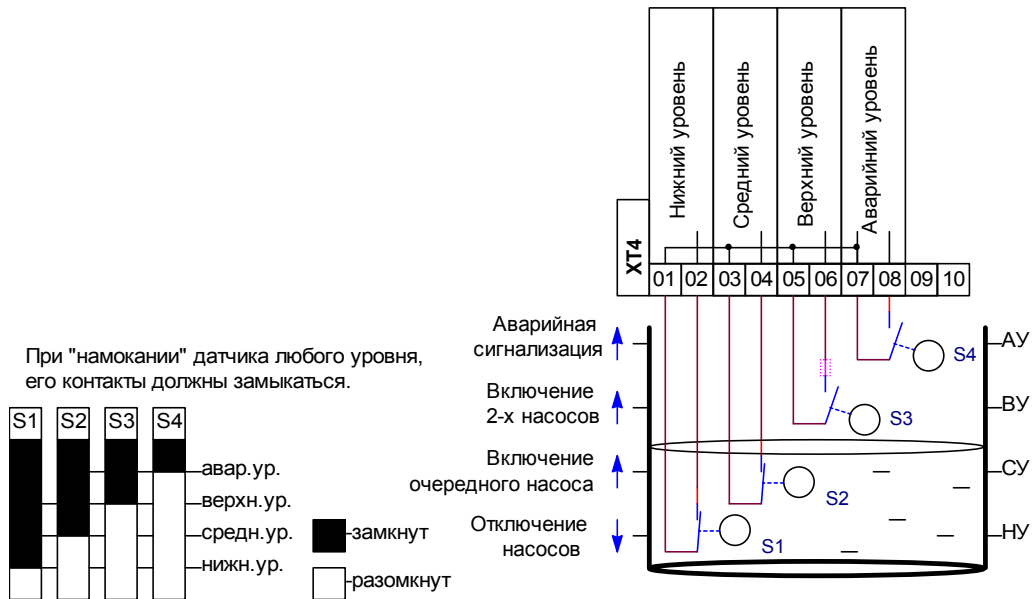 Нижний уровень
Средний уровень
Верхний уровень
Аварийный уровень
XT4
01 02 03 04 05 06 07 08 09 10
Аварийная
сигнализация
АУ
S4
Включение
2-х насосов
ВУ
S3
Включение
очередного насоса
СУ
S2
Отключение
насосов
НУ
S1
При "намокании" датчика любого уровня,
его контакты должны замыкаться.
S1 S2 S3 S4
авар.ур.
верхн.ур.
средн.ур.
нижн.ур.
замкнут
разомкнут